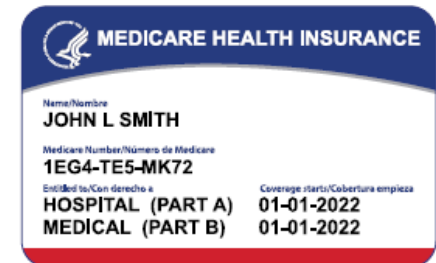 MEDICARE HEALTH INSURANCE
Name/Nombre
JOHN L SMITH
Medicare Number/Número de Medicare
1EG4-TE5-MK72
Entitled to/Con derecho a Coverage starts/Cobertura empieza
HOSPITAL (PART A) 01-01-2022
MEDICAL (PART B) 01-01-2022